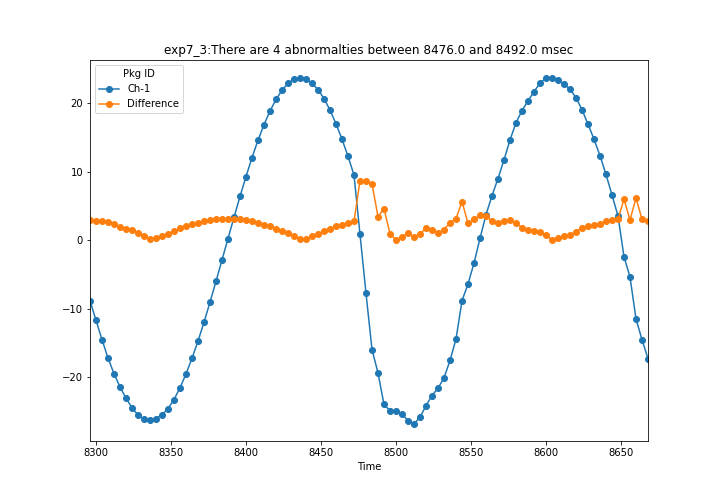 exp7_3:There are 4 abnormalties between 8476.0 and 8492.0 msec
Pkg ID
Ch-1
Difference
20
10
0
−10
−20
8300 8350 8400 8450 8500 8550 8600 8650
Time